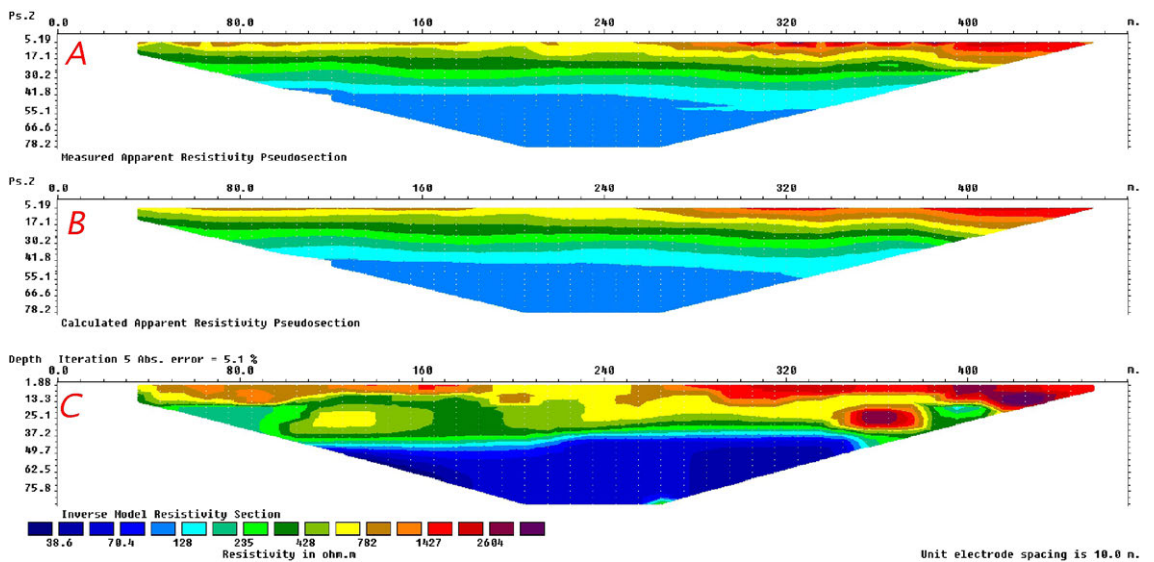 Ps.Z 0.0 80.0 160 240 320 400 m.
5.19
17.1
30.2
41.8
55.1
66.6
78.2
A
Measured Apparent Resistivity Pseudosection
Ps.Z 0.0 80.0 160 240 320 400 m.
5.19
17.1
30.2
41.8
55.1
66.6
78.2
B
Calculated Apparent Resistivity Pseudosection
Depth Iteration 5 Abs. error = 5.1 %
0.0 80.0 160 240 320 400 m.
1.88
12.5
25.1
37.2
49.7
62.5
75.8
C
Inverse Model Resistivity Section
38.6 70.4 128 235 428 782 1427 2604
Resistivity in ohm.m
Unit electrode spacing is 10.0 m.